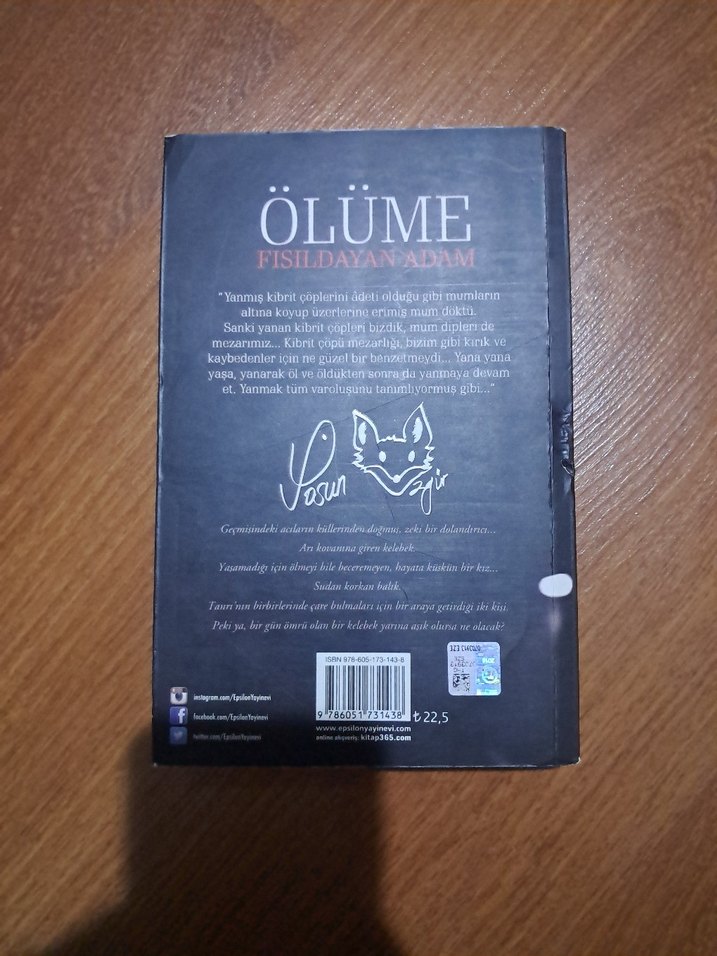 ÖLÜME
FISILDAYAN ADAM
"Yanmış kibrit çöplerini âdeti olduğu gibi mumların
altına koyup üzerlerine erimiş mum döktü.
Sanki yanan kibrit çöpleri bizdik, mum dipleri de
mezarımız... Kibrit çöpü mezarlığı, bizim gibi kırık ve
kaybedenler için ne güzel bir benzetmeydi... Yana yana
yaşa, yanarak öl ve öldükten sonra da yanmaya devam
et. Yanmak tüm varoluşunu tanımlıyormuş gibi..."
Yosun Özgür
Geçmişindeki acıların küllerinden doğmuş, zeki bir dolandırıcı...
Arı kovanına giren kelebek.
Yaşamadığı için ölmeyi bile beceremeyen, hayata küskün bir kız...
Sudan korkan balık.
Tanrı'nın birbirlerinde çare bulmaları için bir araya getirdiği iki kişi.
Peki ya, bir gün ömrü olan bir kelebek yarına aşık olursa ne olacak?
ISBN 978-605-173-143-8
9 786051 731438
₺ 22,5
www.epsilonyayinevi.com
online alışveriş: kitap365.com
instagram.com/EpsilonYayinevi
facebook.com/EpsilonYayinevi
twitter.com/EpsilonYayinevi